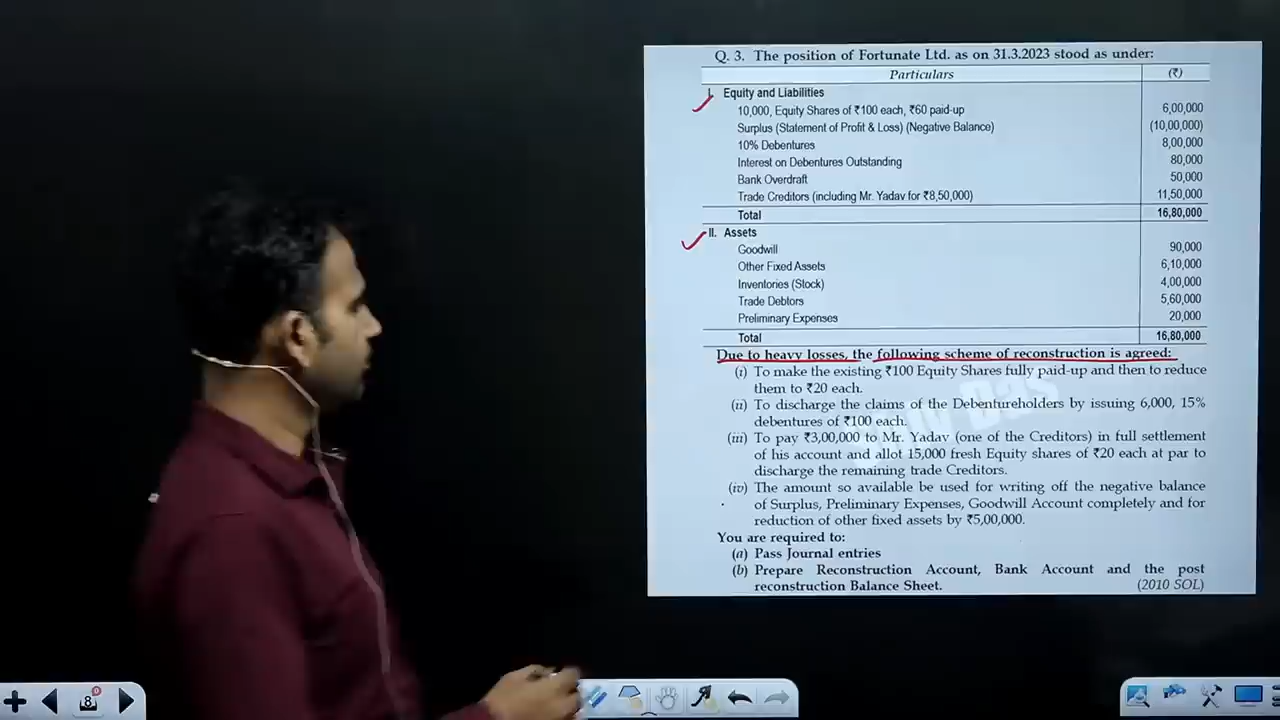 Q. 3. The position of Fortunate Ltd. as on 31.3.2023 stood as under:
Particulars (₹)
I. Equity and Liabilities
10,000, Equity Shares of ₹100 each, ₹60 paid-up 6,00,000
Surplus (Statement of Profit & Loss) (Negative Balance) (10,00,000)
10% Debentures 8,00,000
Interest on Debentures Outstanding 80,000
Bank Overdraft 50,000
Trade Creditors (including Mr. Yadav for ₹8,50,000) 11,50,000
Total 16,80,000
II. Assets
Goodwill 90,000
Other Fixed Assets 6,10,000
Inventories (Stock) 4,00,000
Trade Debtors 5,60,000
Preliminary Expenses 20,000
Total 16,80,000
Due to heavy losses, the following scheme of reconstruction is agreed:
(i) To make the existing ₹100 Equity Shares fully paid-up and then to reduce
them to ₹20 each.
(ii) To discharge the claims of the Debentureholders by issuing 6,000, 15%
debentures of ₹100 each.
(iii) To pay ₹3,00,000 to Mr. Yadav (one of the Creditors) in full settlement
of his account and allot 15,000 fresh Equity shares of ₹20 each at par to
discharge the remaining trade Creditors.
(iv) The amount so available be used for writing off the negative balance
of Surplus, Preliminary Expenses, Goodwill Account completely and for
reduction of other fixed assets by ₹5,00,000.
You are required to:
(a) Pass Journal entries
(b) Prepare Reconstruction Account, Bank Account and the post
reconstruction Balance Sheet. (2010 SOL)
8